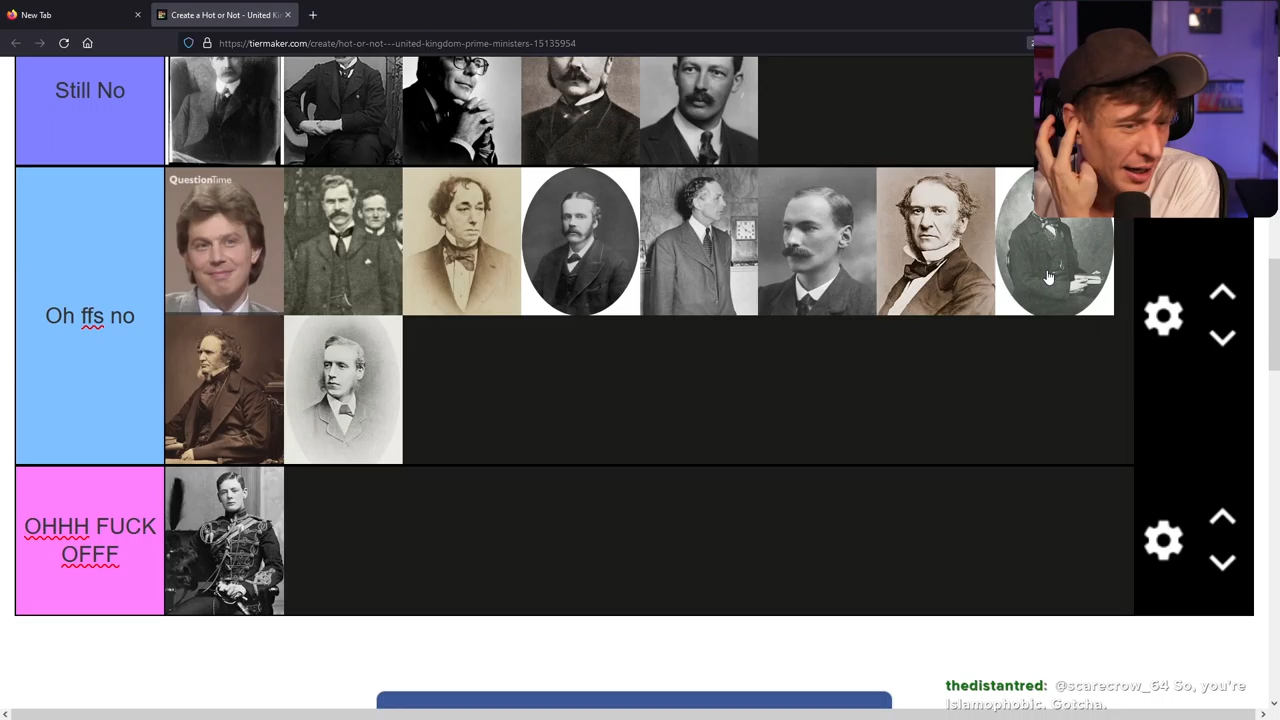 New Tab
Create a Hot or Not - United Ki
https://tiermaker.com/create/hot-or-not---united-kingdom-prime-ministers-15135954
Still No
QuestionTime
Oh ffs no
OHHH FUCK
OFFF
thedistantred: @scarecrow_64 So, you're
Islamophobic. Gotcha.